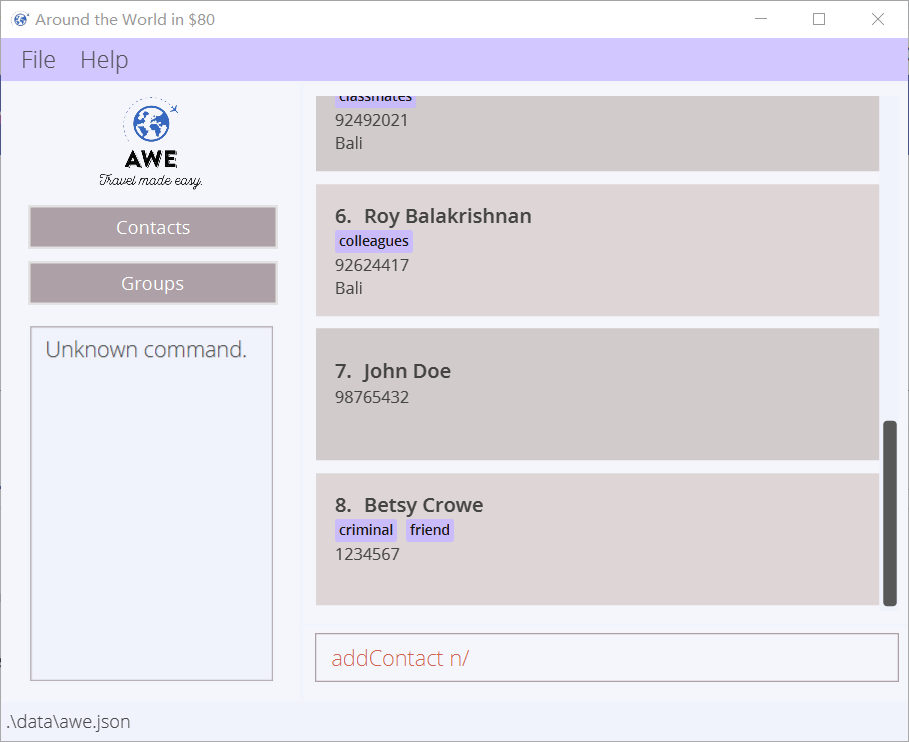 Around the World in $80
File Help
AWE
Travel made easy.
Contacts
Groups
Unknown command.
classmates
92492021
Bali
6. Roy Balakrishnan
colleagues
92624417
Bali
7. John Doe
98765432
8. Betsy Crowe
criminal friend
1234567
addContact n/
.\data\awe.json